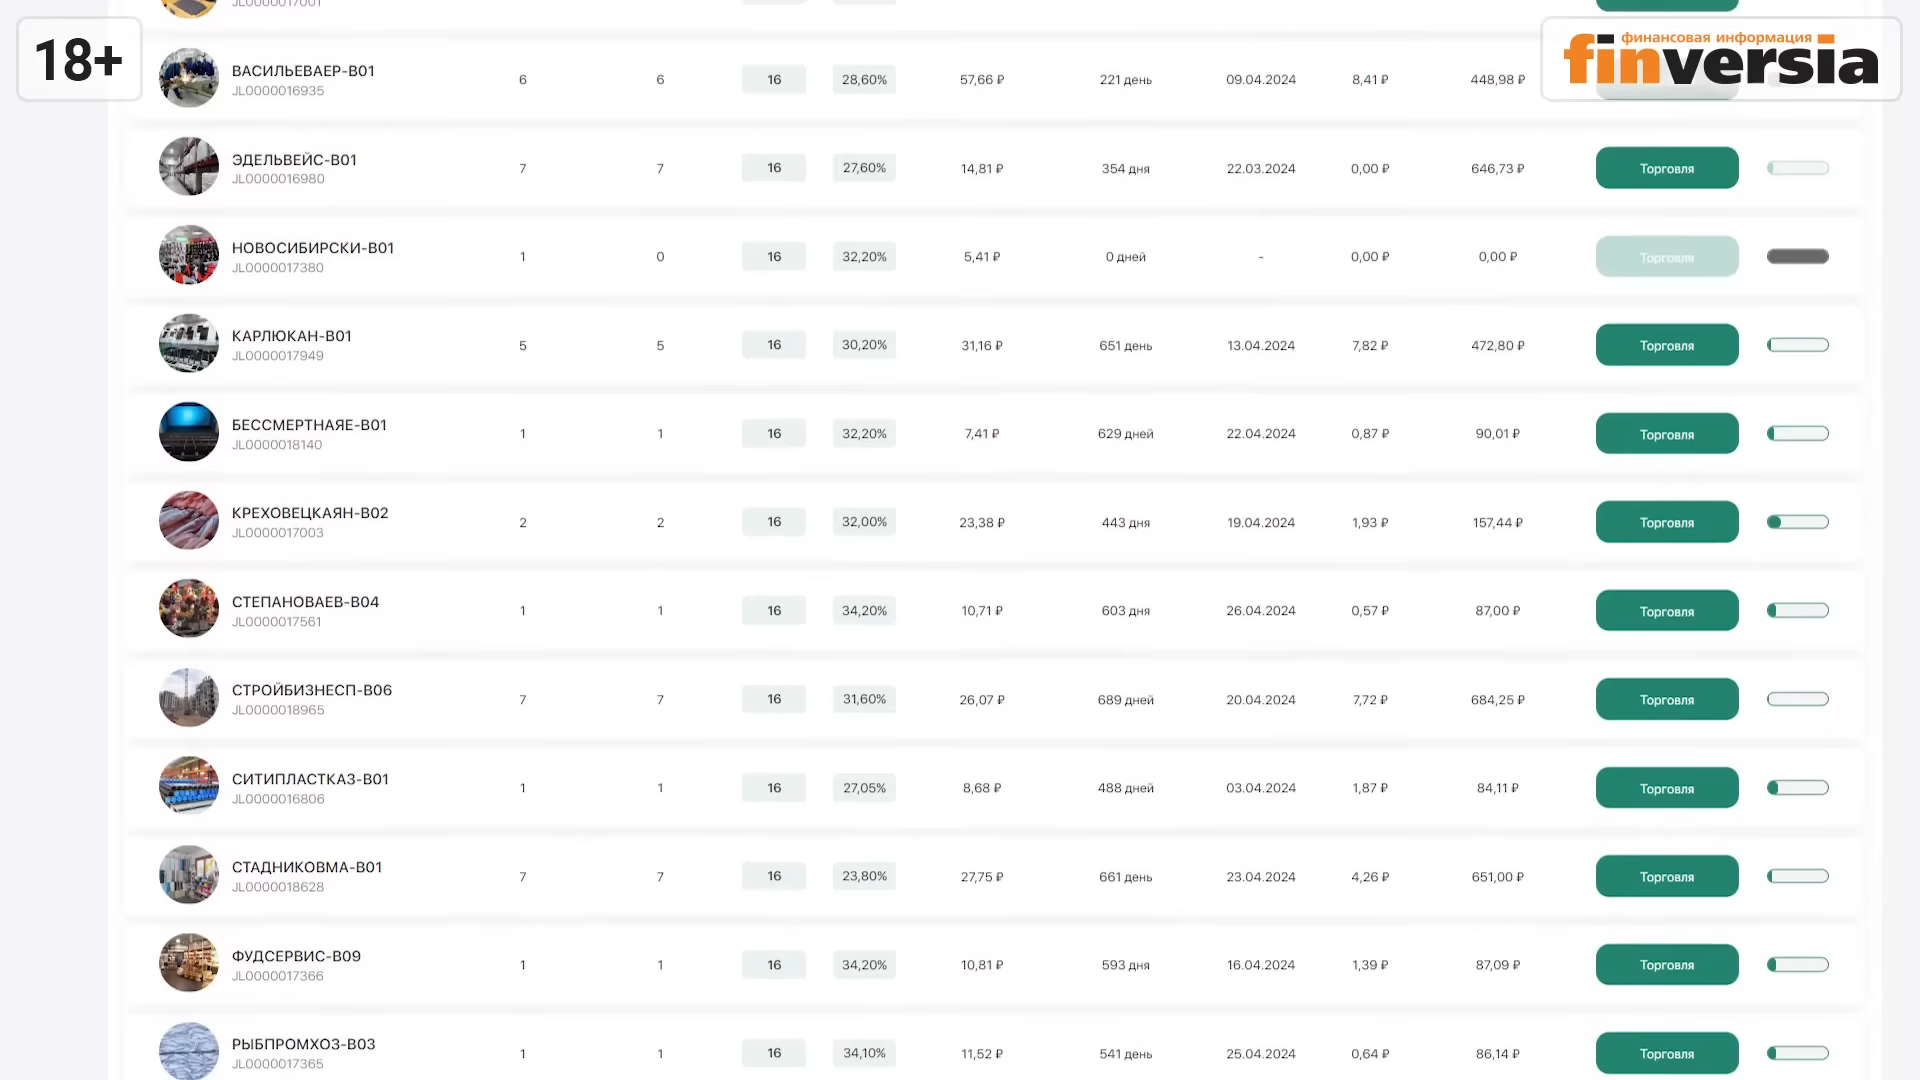 JL0000017001
18+
финансовая информация
finversia
ВАСИЛЬЕВАЕР-В01
JL0000016935
6 6 16 28,60% 57,66 ₽ 221 день 09.04.2024 8,41 ₽ 448,98 ₽
ЭДЕЛЬВЕЙС-В01
JL0000016980
7 7 16 27,60% 14,81 ₽ 354 дня 22.03.2024 0,00 ₽ 646,73 ₽ Торговля
НОВОСИБИРСКИ-В01
JL0000017380
1 0 16 32,20% 5,41 ₽ 0 дней - 0,00 ₽ 0,00 ₽ Торговля
КАРЛЮКАН-В01
JL0000017949
5 5 16 30,20% 31,16 ₽ 651 день 13.04.2024 7,82 ₽ 472,80 ₽ Торговля
БЕССМЕРТНАЯЕ-В01
JL0000018140
1 1 16 32,20% 7,41 ₽ 629 дней 22.04.2024 0,87 ₽ 90,01 ₽ Торговля
КРЕХОВЕЦКАЯН-В02
JL0000017003
2 2 16 32,00% 23,38 ₽ 443 дня 19.04.2024 1,93 ₽ 157,44 ₽ Торговля
СТЕПАНОВАЕВ-В04
JL0000017561
1 1 16 34,20% 10,71 ₽ 603 дня 26.04.2024 0,57 ₽ 87,00 ₽ Торговля
СТРОЙБИЗНЕСП-В06
JL0000018965
7 7 16 31,60% 26,07 ₽ 689 дней 20.04.2024 7,72 ₽ 684,25 ₽ Торговля
СИТИПЛАСТКАЗ-В01
JL0000016806
1 1 16 27,05% 8,68 ₽ 488 дней 03.04.2024 1,87 ₽ 84,11 ₽ Торговля
СТАДНИКОВМА-В01
JL0000018628
7 7 16 23,80% 27,75 ₽ 661 день 23.04.2024 4,26 ₽ 651,00 ₽ Торговля
ФУДСЕРВИС-В09
JL0000017366
1 1 16 34,20% 10,81 ₽ 593 дня 16.04.2024 1,39 ₽ 87,09 ₽ Торговля
РЫБПРОМХОЗ-В03
JL0000017365
1 1 16 34,10% 11,52 ₽ 541 день 25.04.2024 0,64 ₽ 86,14 ₽ Торговля